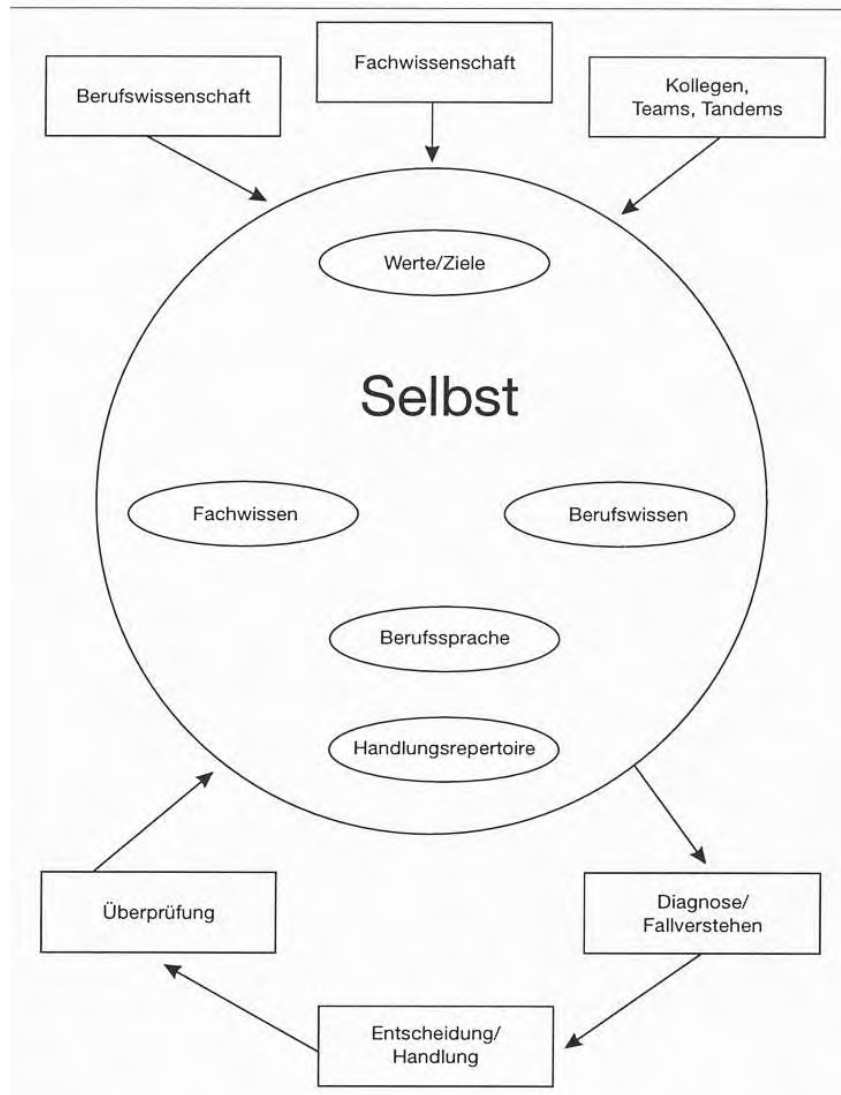 Fachwissenschaft
Berufswissenschaft
Kollegen,
Teams, Tandems
Werte/Ziele
Selbst
Fachwissen
Berufswissen
Berufssprache
Handlungsrepertoire
Überprüfung
Diagnose/
Fallverstehen
Entscheidung/
Handlung